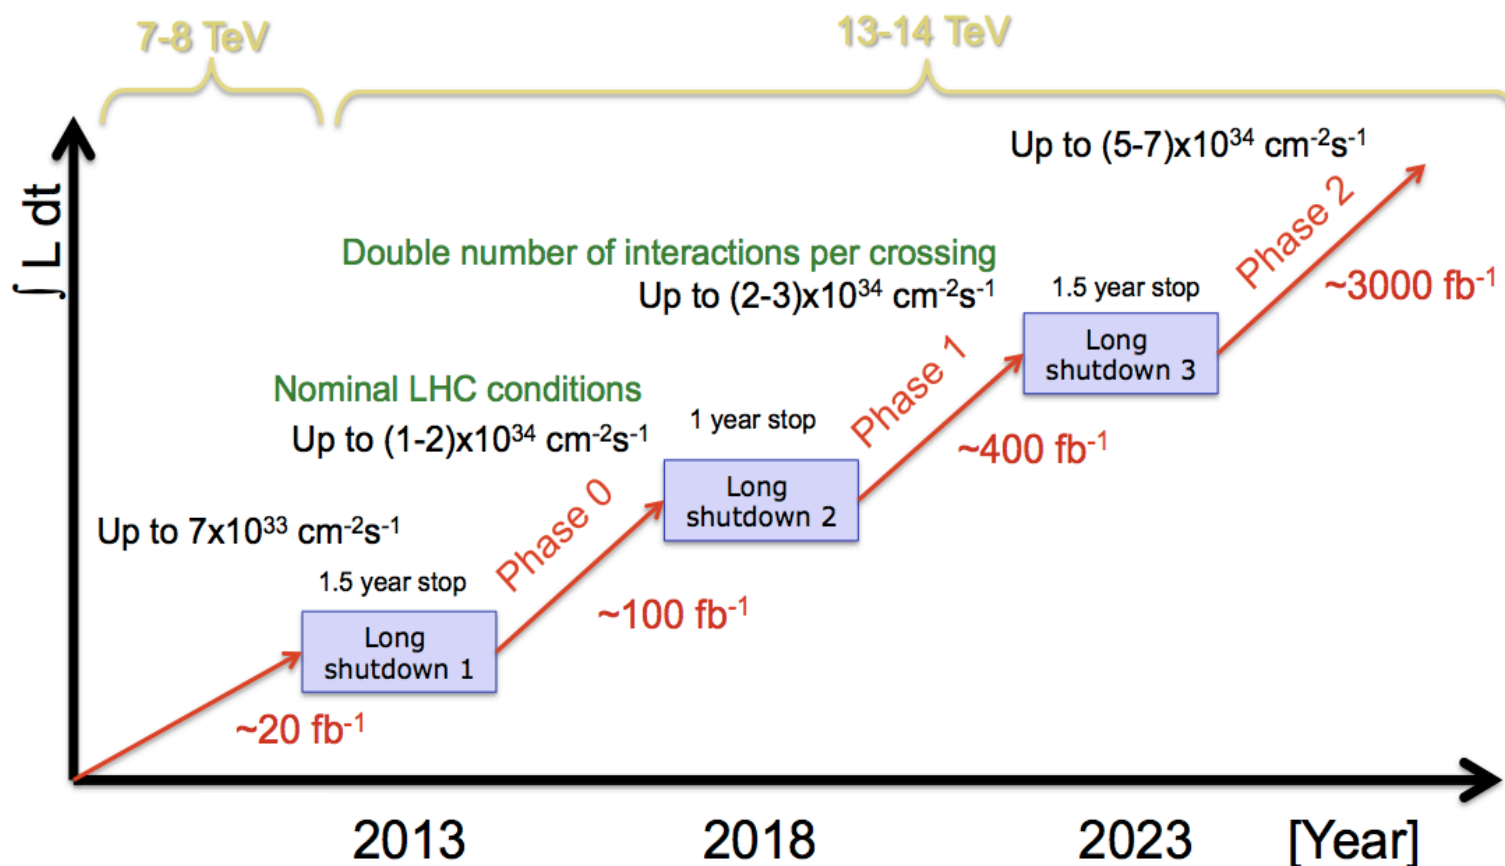 7-8 TeV
13-14 TeV
Up to (5-7)x10³⁴ cm⁻²s⁻¹
∫ L dt
Phase 2
Double number of interactions per crossing
Up to (2-3)x10³⁴ cm⁻²s⁻¹
1.5 year stop
~3000 fb⁻¹
Long
shutdown 3
Phase 1
Nominal LHC conditions
Up to (1-2)x10³⁴ cm⁻²s⁻¹
1 year stop
~400 fb⁻¹
Long
shutdown 2
Phase 0
Up to 7x10³³ cm⁻²s⁻¹
1.5 year stop
~100 fb⁻¹
Long
shutdown 1
~20 fb⁻¹
2013
2018
2023
[Year]